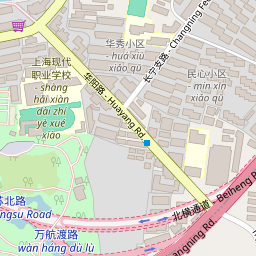 华秀小区
- huá xiù
xiǎo qū
长宁支路 - Changning
上海现代
职业学校
- shàng
hǎi xiàn
dài zhí
yè xué
xiào
华阳路 - Huayang Rd
民心小区
- mín xīn
xiǎo qū
苏北路
ngsu Road
万航渡路
wàn háng dù lù
北横通道 - Beiheng
anning Rd